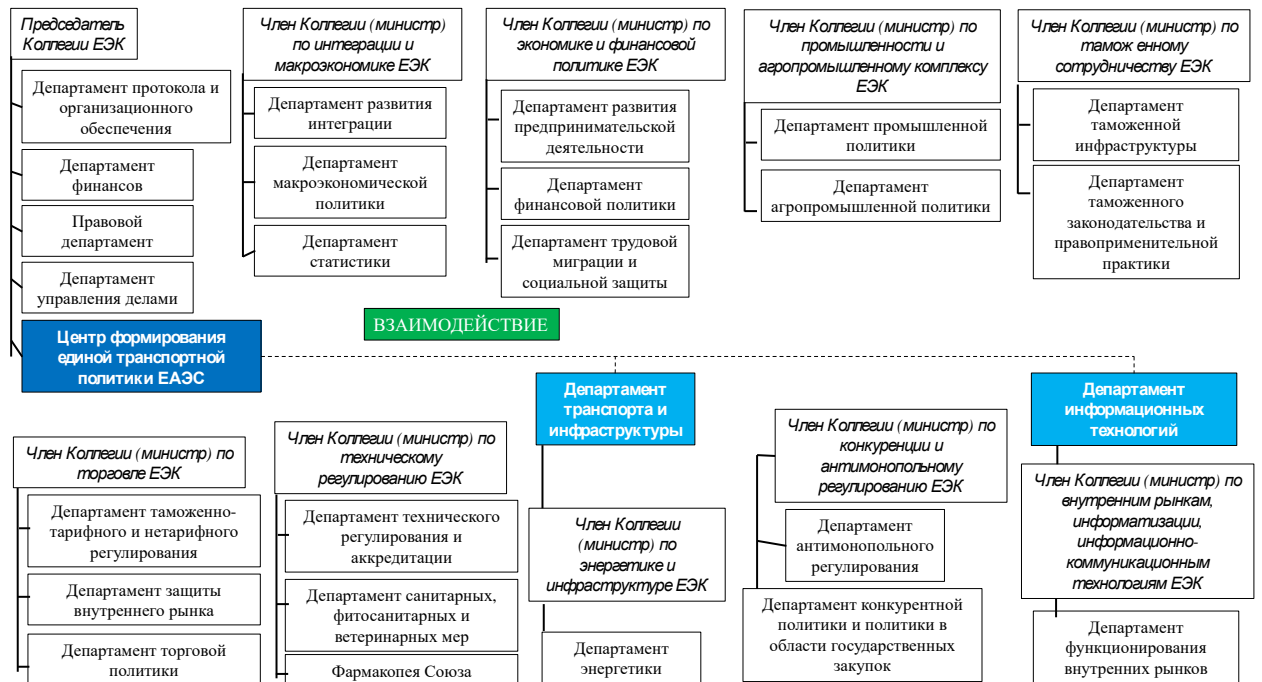 Председатель
Коллегии ЕЭК
Департамент протокола и
организационного
обеспечения
Департамент
финансов
Правовой
департамент
Департамент
управления делами
Центр формирования
единой транспортной
политики ЕАЭС
Член Коллегии (министр)
по интеграции и
макроэкономике ЕЭК
Департамент развития
интеграции
Департамент
макроэкономической
политики
Департамент
статистики
Член Коллегии (министр) по
экономике и финансовой
политике ЕЭК
Департамент развития
предпринимательской
деятельности
Департамент
финансовой политики
Департамент трудовой
миграции и
социальной защиты
Член Коллегии (министр) по
промышленности и
агропромышленному комплексу
ЕЭК
Департамент промышленной
политики
Департамент
агропромышленной политики
Член Коллегии (министр) по
тамож енному
сотрудничеству ЕЭК
Департамент
таможенной
инфраструктуры
Департамент
таможенного
законодательства и
правоприменительной
практики
ВЗАИМОДЕЙСТВИЕ
Член Коллегии (министр) по
торговле ЕЭК
Департамент таможенно-
тарифного и нетарифного
регулирования
Департамент защиты
внутреннего рынка
Департамент торговой
политики
Член Коллегии (министр) по
техническому
регулированию ЕЭК
Департамент технического
регулирования и
аккредитации
Департамент санитарных,
фитосанитарных и
ветеринарных мер
Фармакопея Союза
Департамент
транспорта и
инфраструктуры
Член Коллегии
(министр) по
энергетике и
инфраструктуре ЕЭК
Департамент
энергетики
Член Коллегии (министр) по
конкуренции и
антимонопольному
регулированию ЕЭК
Департамент
антимонопольного
регулирования
Департамент конкурентной
политики и политики в
области государственных
закупок
Департамент
информационных
технологий
Член Коллегии (министр) по
внутренним рынкам,
информатизации,
информационно-
коммуникационным
технологиям ЕЭК
Департамент
функционирования
внутренних рынков